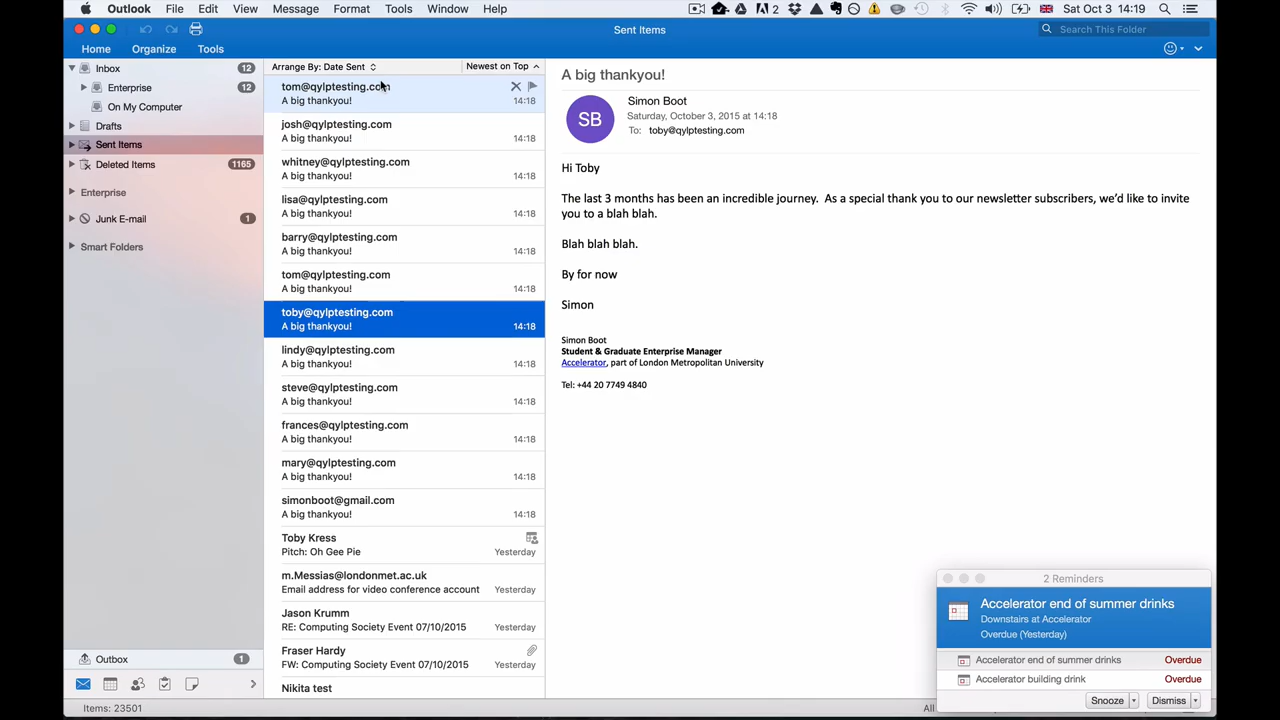 Outlook File Edit View Message Format Tools Window Help
2
Sat Oct 3 14:19
Sent Items
Search This Folder
Home Organize Tools
Inbox 12
Enterprise 12
On My Computer
Drafts
Sent Items
Deleted Items 1165
Enterprise
Junk E-mail 1
Smart Folders
Outbox 1
Items: 23501
Arrange By: Date Sent Newest on Top
tom@qylptesting.com
A big thankyou! 14:18
josh@qylptesting.com
A big thankyou! 14:18
whitney@qylptesting.com
A big thankyou! 14:18
lisa@qylptesting.com
A big thankyou! 14:18
barry@qylptesting.com
A big thankyou! 14:18
tom@qylptesting.com
A big thankyou! 14:18
toby@qylptesting.com
A big thankyou! 14:18
lindy@qylptesting.com
A big thankyou! 14:18
steve@qylptesting.com
A big thankyou! 14:18
frances@qylptesting.com
A big thankyou! 14:18
mary@qylptesting.com
A big thankyou! 14:18
simonboot@gmail.com
A big thankyou! 14:18
Toby Kress
Pitch: Oh Gee Pie Yesterday
m.Messias@londonmet.ac.uk
Email address for video conference account Yesterday
Jason Krumm
RE: Computing Society Event 07/10/2015 Yesterday
Fraser Hardy
FW: Computing Society Event 07/10/2015 Yesterday
Nikita test
A big thankyou!
SB
Simon Boot
Saturday, October 3, 2015 at 14:18
To: toby@qylptesting.com
Hi Toby
The last 3 months has been an incredible journey. As a special thank you to our newsletter subscribers, we'd like to invite
you to a blah blah.
Blah blah blah.
By for now
Simon
Simon Boot
Student & Graduate Enterprise Manager
Accelerator, part of London Metropolitan University
Tel: +44 20 7749 4840
2 Reminders
Accelerator end of summer drinks
Downstairs at Accelerator
Overdue (Yesterday)
Accelerator end of summer drinks Overdue
Accelerator building drink Overdue
Snooze Dismiss
All